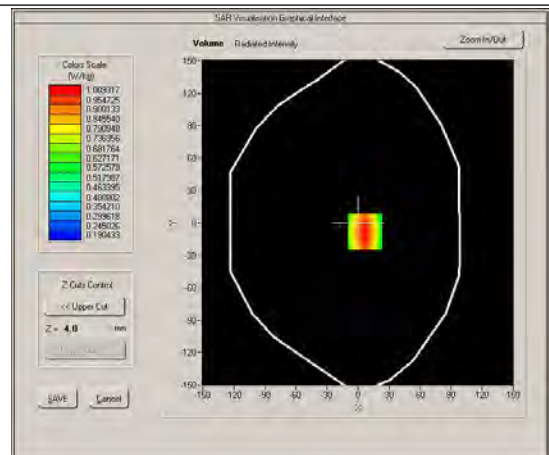 SAR Visualisation Graphical Interface
Volume Radiated Intensity
Zoom In/Out
Colors Scale
(W/kg)
1.009317
0.954725
0.900133
0.845540
0.790948
0.736356
0.681764
0.627171
0.572579
0.517987
0.463395
0.408802
0.354210
0.299618
0.245026
0.190433
150
120
90
60
30
0
-30
-60
-90
-120
-150
Y
-150 -120 -90 -60 -30 0 30 60 90 120 150
X
Z Cuts Control
<< Upper Cut
Z = 4,0 mm
SAVE
Cancel